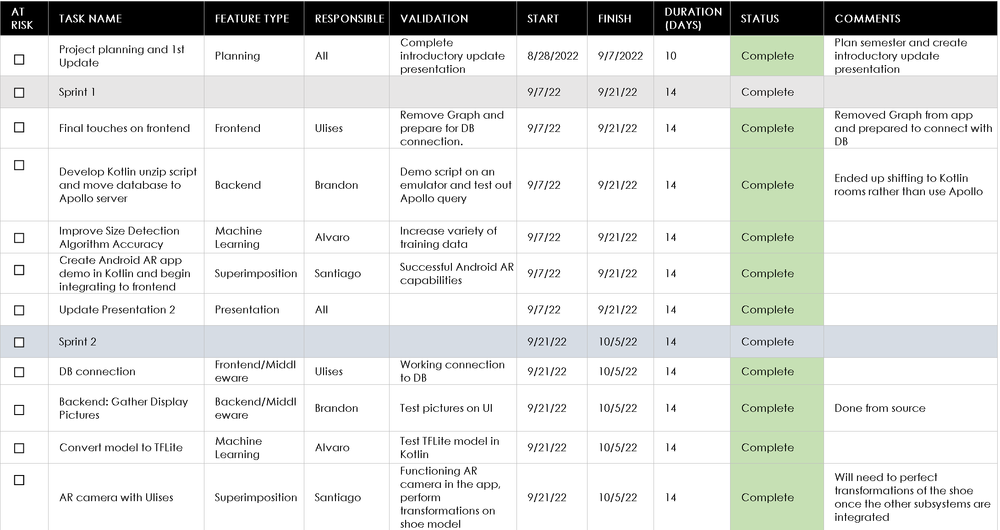 AT RISK TASK NAME FEATURE TYPE RESPONSIBLE VALIDATION START FINISH DURATION (DAYS) STATUS COMMENTS
Project planning and 1st Update Planning All Complete introductory update presentation 8/28/2022 9/7/2022 10 Complete Plan semester and create introductory update presentation
Sprint 1 9/7/22 9/21/22 14 Complete
Final touches on frontend Frontend Ulises Remove Graph and prepare for DB connection. 9/7/22 9/21/22 14 Complete Removed Graph from app and prepared to connect with DB
Develop Kotlin unzip script and move database to Apollo server Backend Brandon Demo script on an emulator and test out Apollo query 9/7/22 9/21/22 14 Complete Ended up shifting to Kotlin rooms rather than use Apollo
Improve Size Detection Algorithm Accuracy Machine Learning Alvaro Increase variety of training data 9/7/22 9/21/22 14 Complete
Create Android AR app demo in Kotlin and begin integrating to frontend Superimposition Santiago Successful Android AR capabilities 9/7/22 9/21/22 14 Complete
Update Presentation 2 Presentation All 9/7/22 9/21/22 14 Complete
Sprint 2 9/21/22 10/5/22 14 Complete
DB connection Frontend/Middleware Ulises Working connection to DB 9/21/22 10/5/22 14 Complete
Backend: Gather Display Pictures Backend/Middleware Brandon Test pictures on UI 9/21/22 10/5/22 14 Complete Done from source
Convert model to TFLite Machine Learning Alvaro Test TFLite model in Kotlin 9/21/22 10/5/22 14 Complete
AR camera with Ulises Superimposition Santiago Functioning AR camera in the app, perform transformations on shoe model 9/21/22 10/5/22 14 Complete Will need to perfect transformations of the shoe once the other subsystems are integrated